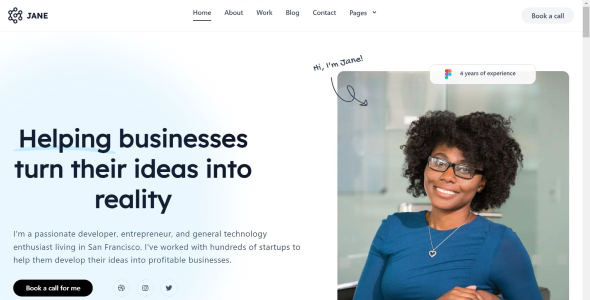 JANE
Home About Work Blog Contact Pages
Book a call
Hi, I'm Jane!
4 years of experience
Helping businesses
turn their ideas into
reality
I'm a passionate developer, entrepreneur, and general technology
enthusiast living in San Francisco. I've worked with hundreds of startups to
help them develop their ideas into profitable businesses.
Book a call for me